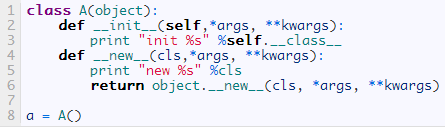 1 class A(object):
2     def __init__(self,*args, **kwargs):
3         print "init %s" %self.__class__
4     def __new__(cls,*args, **kwargs):
5         print "new %s" %cls
6         return object.__new__(cls, *args, **kwargs)
7
8 a = A()